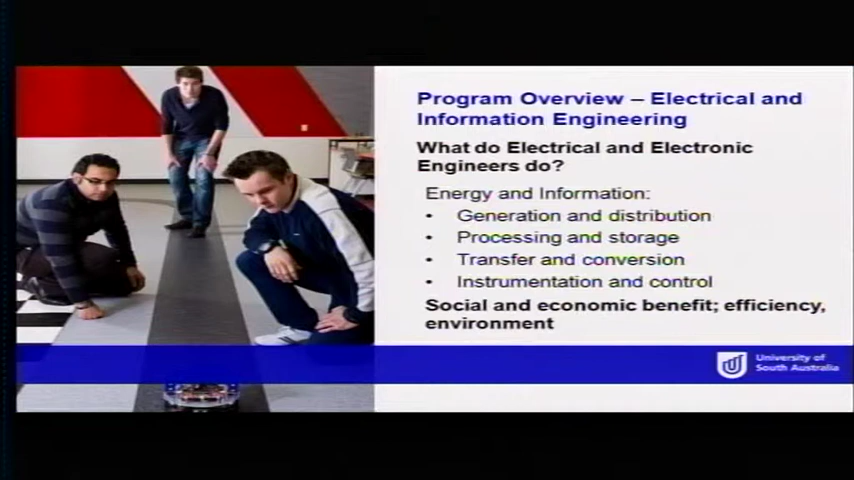 Program Overview – Electrical and
Information Engineering
What do Electrical and Electronic
Engineers do?
Energy and Information:
• Generation and distribution
• Processing and storage
• Transfer and conversion
• Instrumentation and control
Social and economic benefit; efficiency,
environment
University of
South Australia